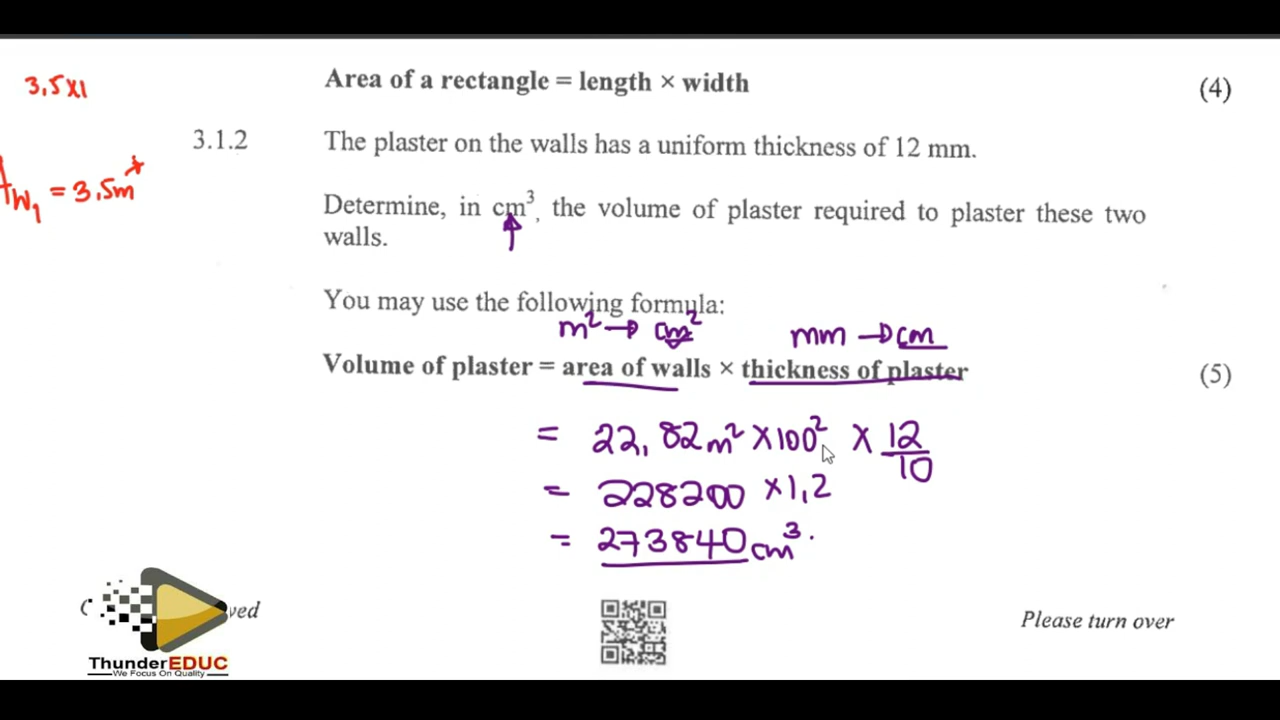 Area of a rectangle = length × width (4)
3,5×1
3.1.2 The plaster on the walls has a uniform thickness of 12 mm.
W₁ = 3.5m
Determine, in cm³, the volume of plaster required to plaster these two
walls.
You may use the following formula:
m² → cm² mm → cm
Volume of plaster = area of walls × thickness of plaster (5)
= 22,82m² × 100² × 12/10
= 228200 × 1,2
= 273840 cm³.
ved
Please turn over
ThunderEDUC
We Focus On Quality